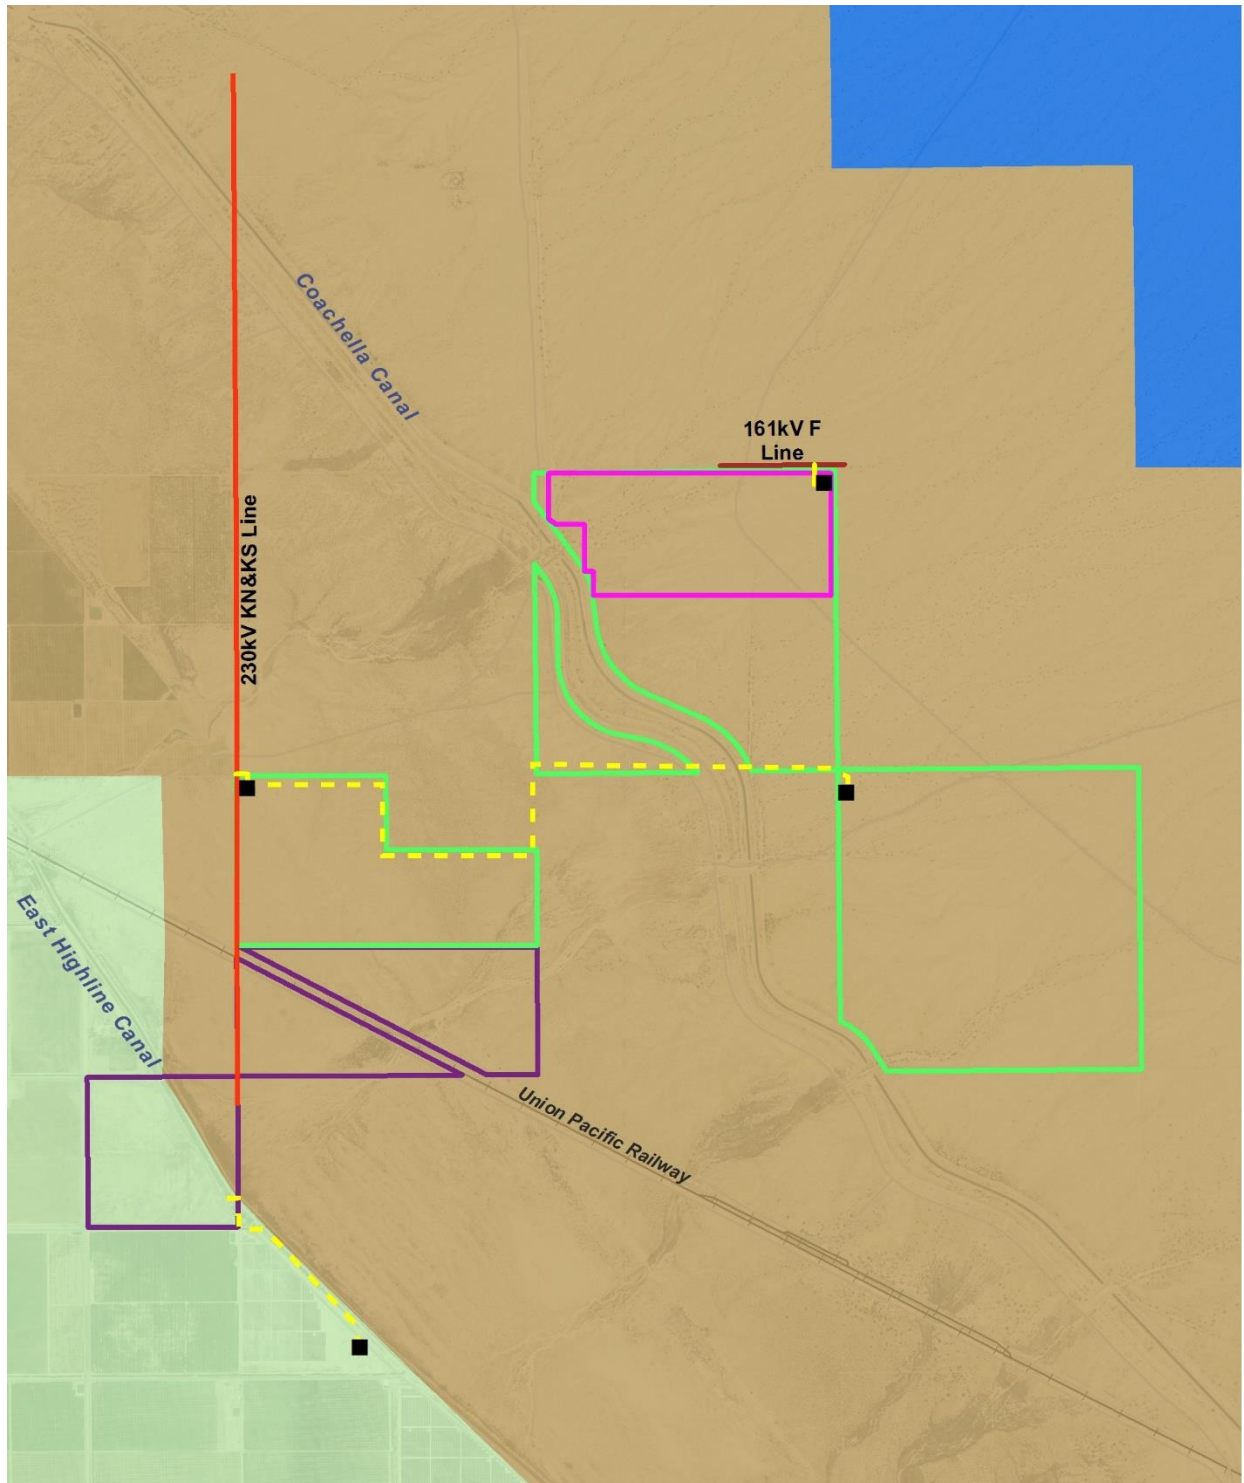 Coachella Canal
161kV F
Line
230kV KN&KS Line
East Highline Canal
Union Pacific Railway